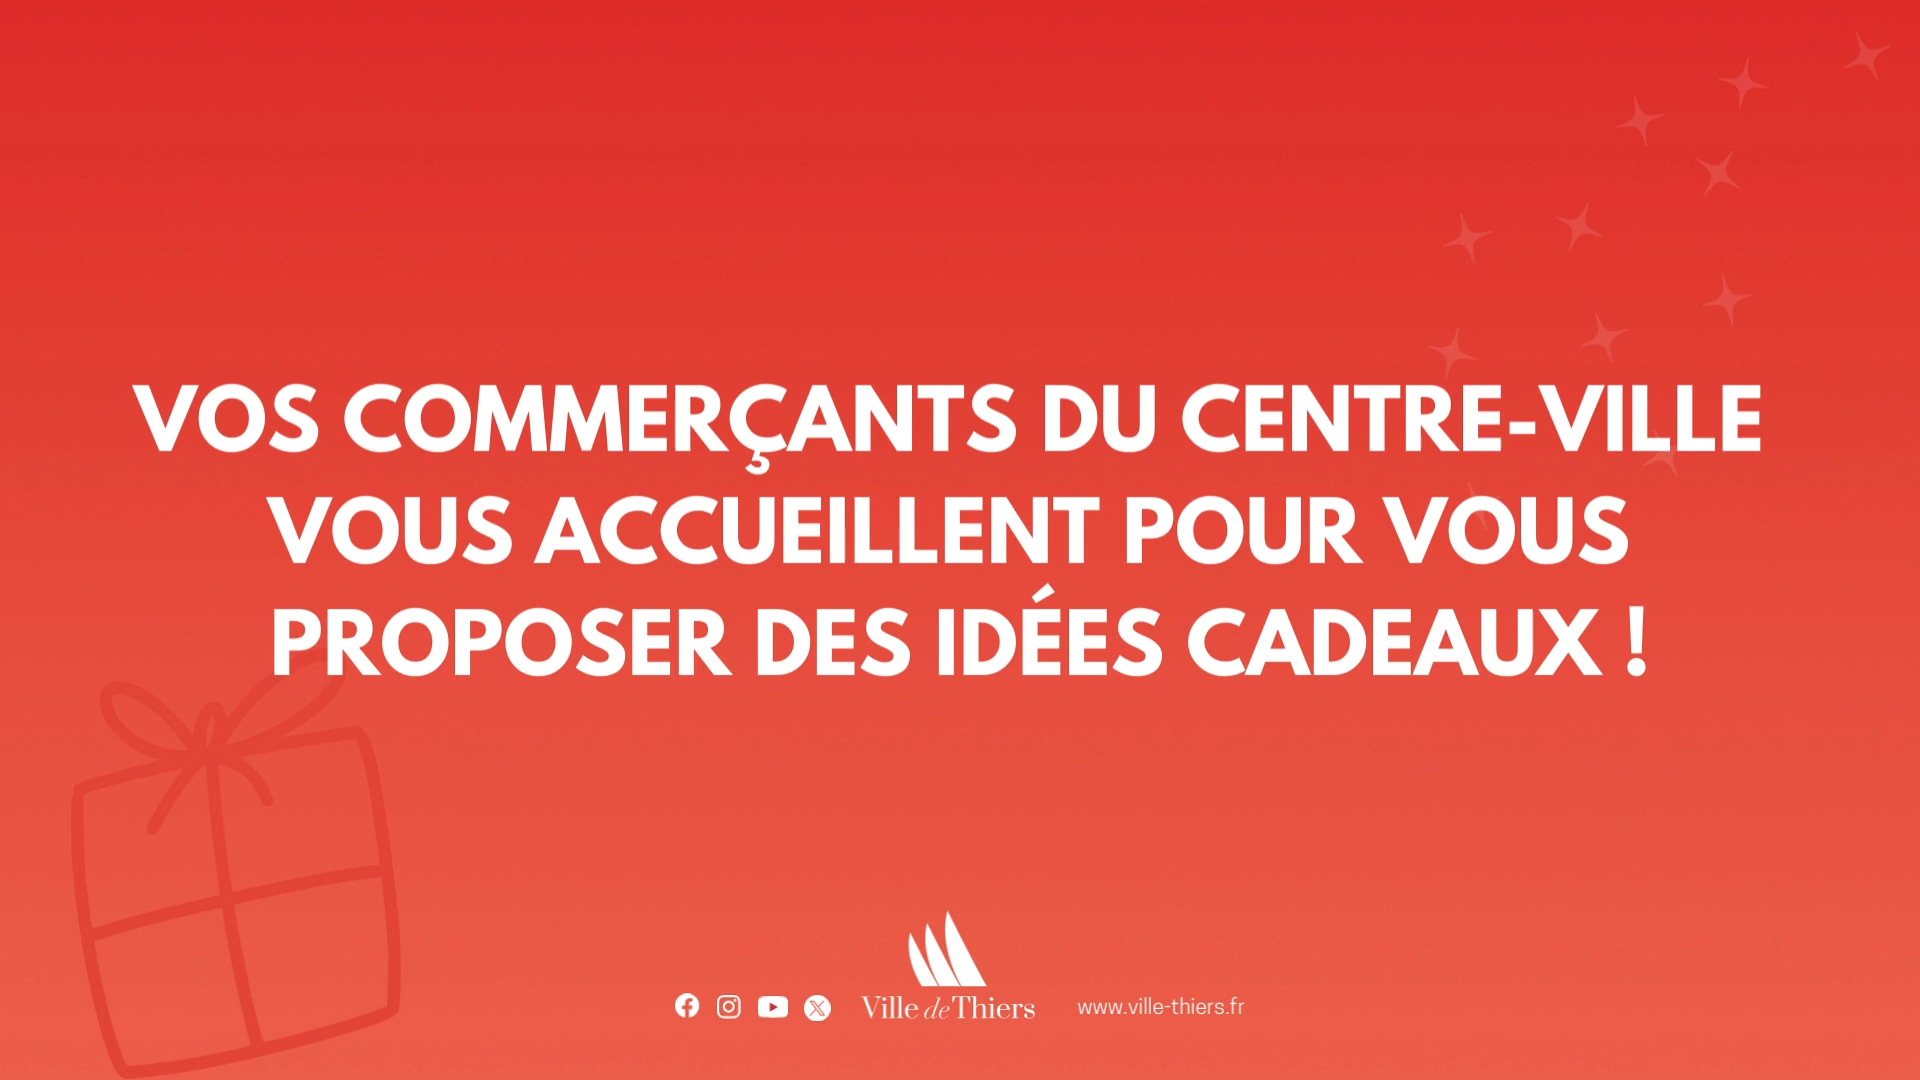 VOS COMMERÇANTS DU CENTRE-VILLE
VOUS ACCUEILLENT POUR VOUS
PROPOSER DES IDÉES CADEAUX !
Ville de Thiers
www.ville-thiers.fr